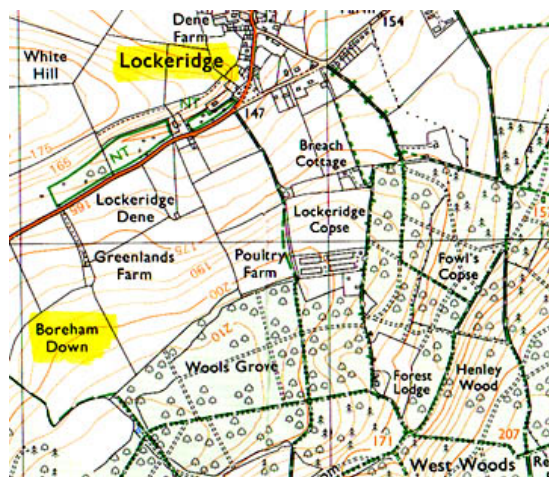 Dene
Farm
154
White
Hill
Lockeridge
NT
147
175
165
NT
Breach
Cottage
165
Lockeridge
Dene
Lockeridge
Copse
175
190
Greenlands
Farm
Poultry
Farm
200
Fowl's
Copse
Boreham
Down
210
Wools Grove
Forest
Lodge
Henley
Wood
171
207
West Woods